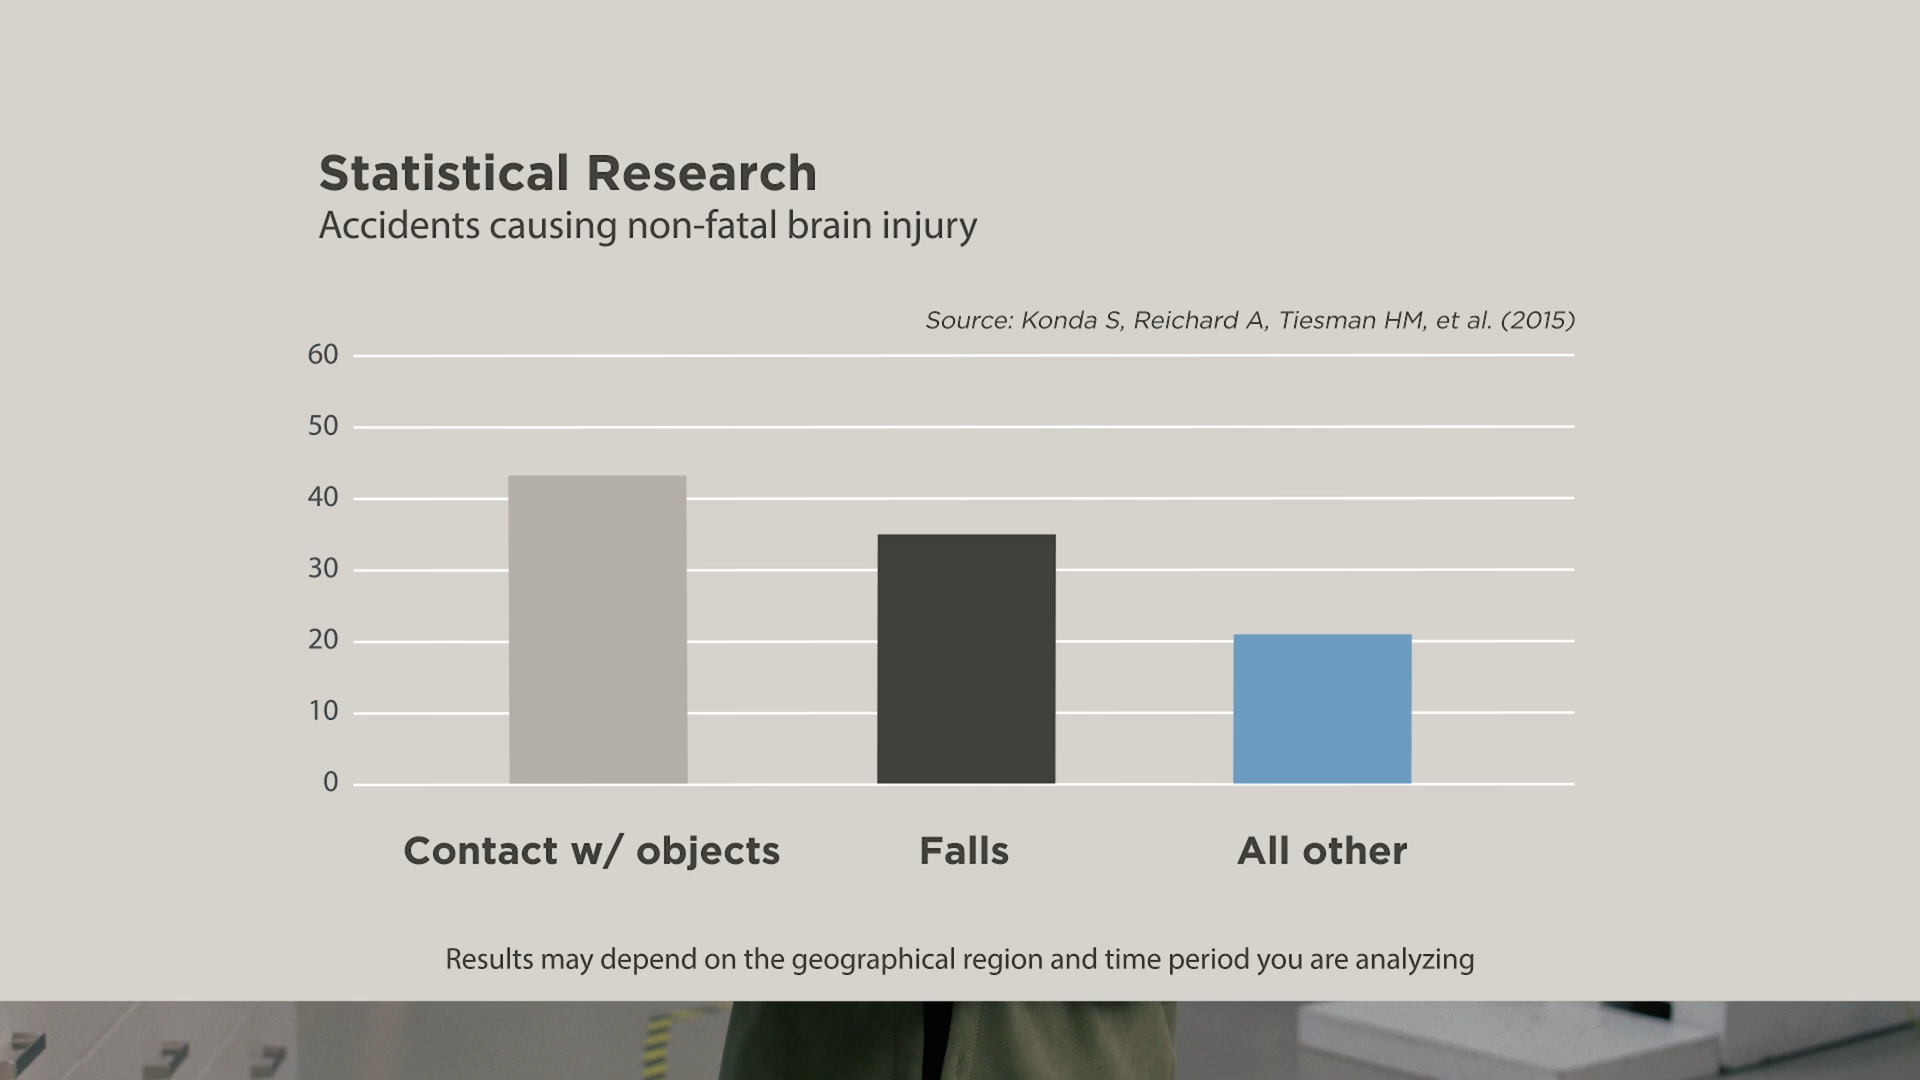 Statistical Research
Accidents causing non-fatal brain injury
Source: Konda S, Reichard A, Tiesman HM, et al. (2015)
60
50
40
30
20
10
0
Contact w/ objects
Falls
All other
Results may depend on the geographical region and time period you are analyzing